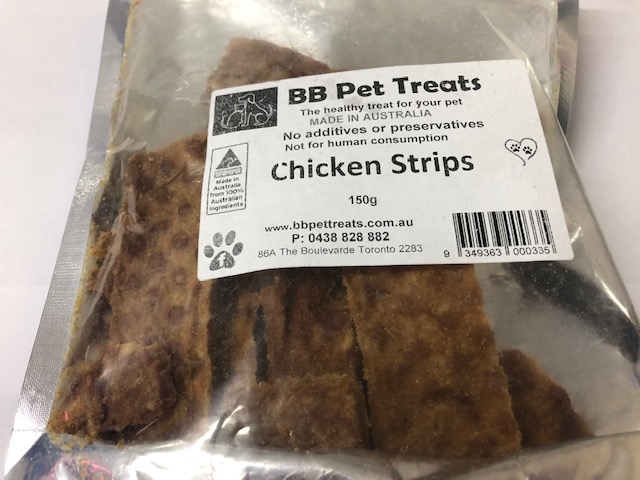 BB Pet Treats
The healthy treat for your pet
MADE IN AUSTRALIA
No additives or preservatives
Not for human consumption
Chicken Strips
150g
Made in
Australia
from 100%
Australian
ingredients
www.bbpettreats.com.au
P: 0438 828 882
86A The Boulevarde Toronto 2283
9 349363 000335